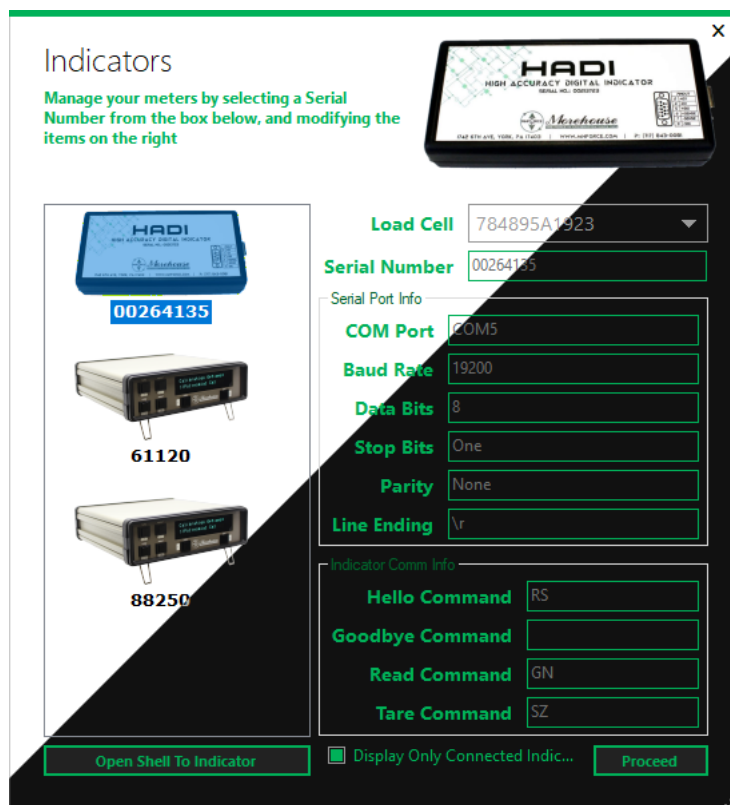 Indicators
Manage your meters by selecting a Serial
Number from the box below, and modifying the
items on the right
HADI
HIGH ACCURACY DIGITAL INDICATOR
Morehouse
HADI
HIGH ACCURACY DIGITAL INDICATOR
Morehouse
00264135
61120
88250
Load Cell 784895A1923
Serial Number 00264135
Serial Port Info
COM Port COM5
Baud Rate 19200
Data Bits 8
Stop Bits One
Parity None
Line Ending \r
Indicator Comm Info
Hello Command RS
Goodbye Command
Read Command GN
Tare Command SZ
Open Shell To Indicator
Display Only Connected Indic...
Proceed